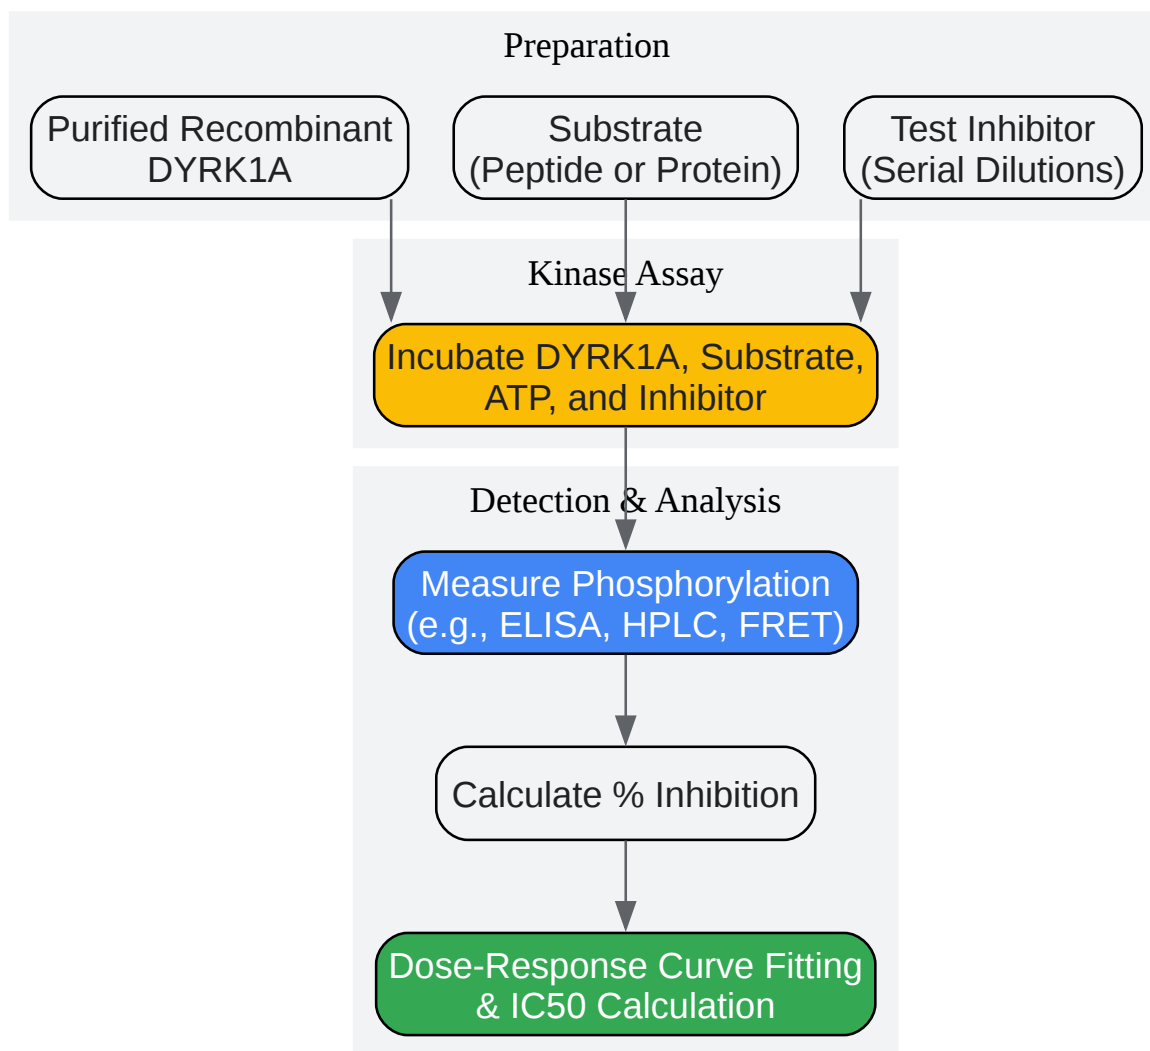 Preparation
Purified Recombinant
DYRK1A
Substrate
(Peptide or Protein)
Test Inhibitor
(Serial Dilutions)
Kinase Assay
Incubate DYRK1A, Substrate,
ATP, and Inhibitor
Detection & Analysis
Measure Phosphorylation
(e.g., ELISA, HPLC, FRET)
Calculate % Inhibition
Dose-Response Curve Fitting
& IC50 Calculation